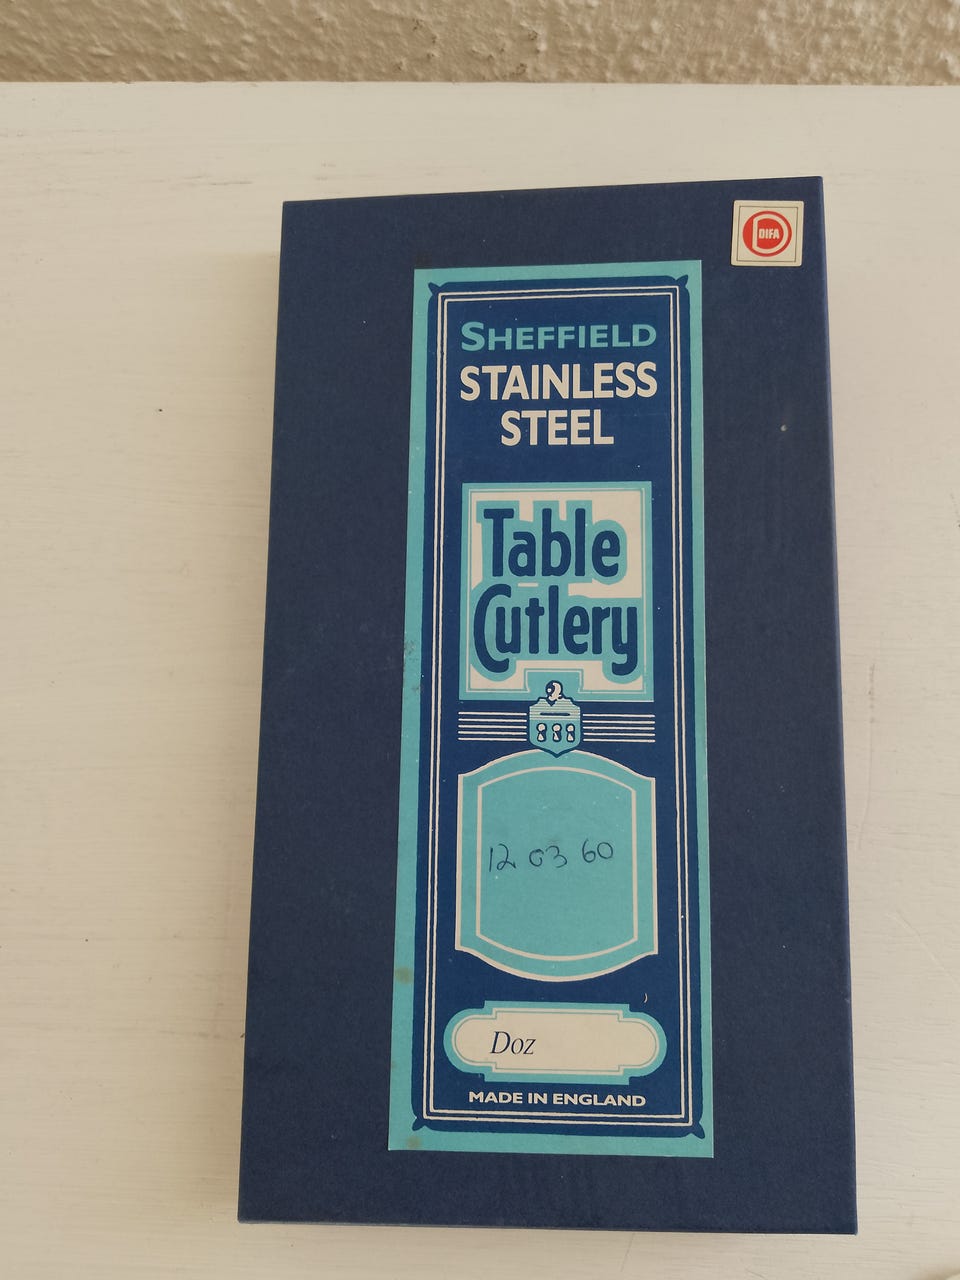 DIFA
SHEFFIELD
STAINLESS
STEEL
Table
Cutlery
12 03 60
Doz
MADE IN ENGLAND